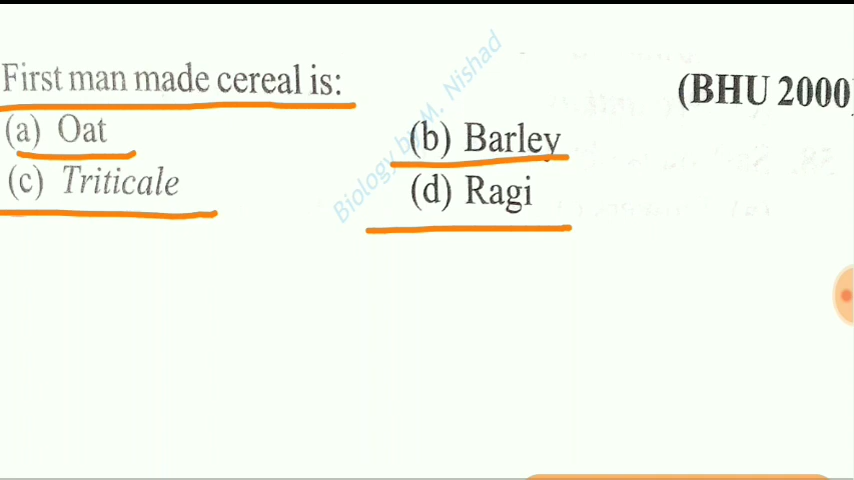 First man made cereal is:
(BHU 2000)
(a) Oat (b) Barley
(c) Triticale (d) Ragi
Biology by M. Nishad